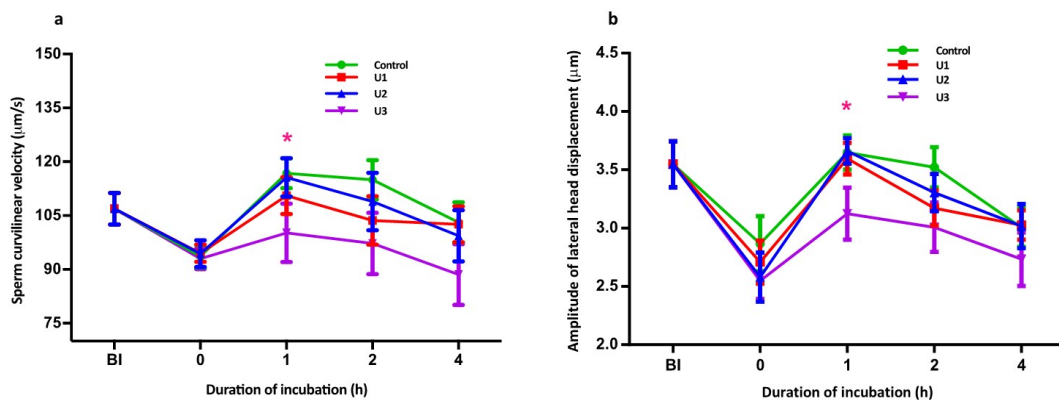 a
Sperm curvilinear velocity (μm/s)
150
135
120
105
90
75
Control
U1
U2
U3
*
BI 0 1 2 4
Duration of incubation (h)
b
Amplitude of lateral head displacement (μm)
4.5
4.0
3.5
3.0
2.5
2.0
Control
U1
U2
U3
*
BI 0 1 2 4
Duration of incubation (h)